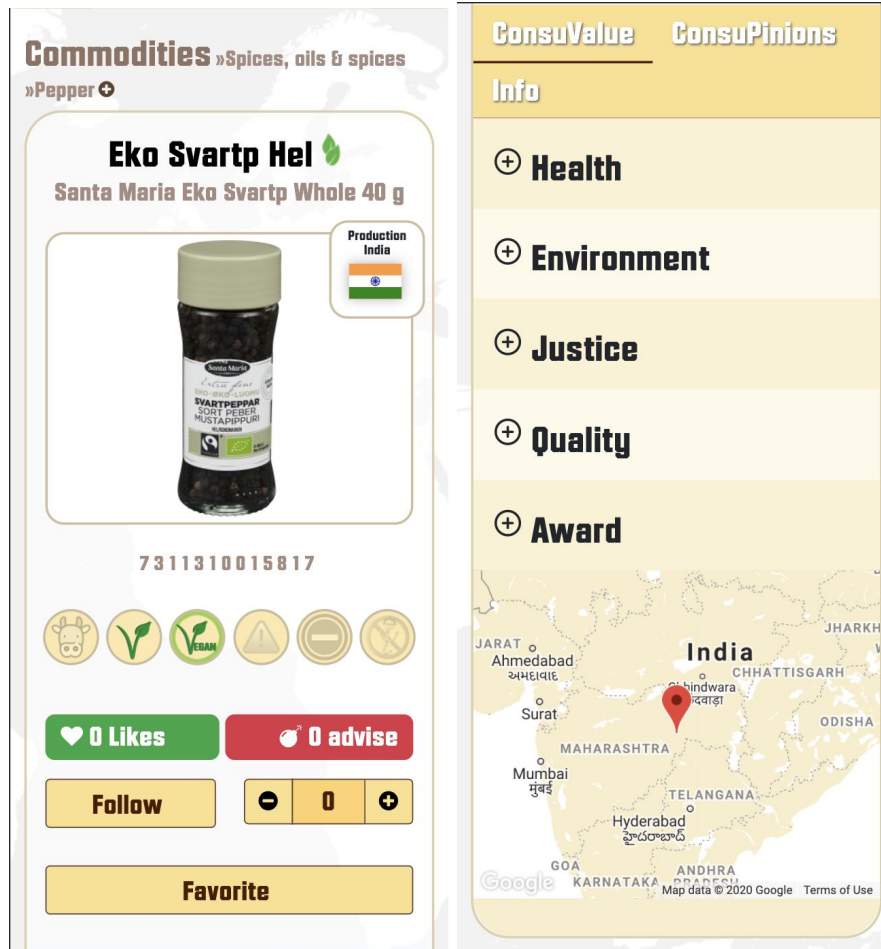 Commodities »Spices, oils & spices
»Pepper
Eko Svartp Hel
Santa Maria Eko Svartp Whole 40 g
Production
India
Santa Maria
Extra fine
EKO-ØKO-LUOMU
SVARTPEPPAR
SORT PEBER
MUSTAPIPPURI
7311310015817
VEGAN
0 Likes
0 advise
Follow
0
Favorite
ConsuValue ConsuPinions
Info
Health
Environment
Justice
Quality
Award
JARAT
Ahmedabad
અમદાવાદ
India
JHARKH
CHHATTISGARH
Surat
ODISHA
MAHARASHTRA
Mumbai
मुंबई
TELANGANA
Hyderabad
హైదరాబాద్
GOA
KARNATAKA
ANDHRA
PRADESH
Google
Map data © 2020 Google Terms of Use